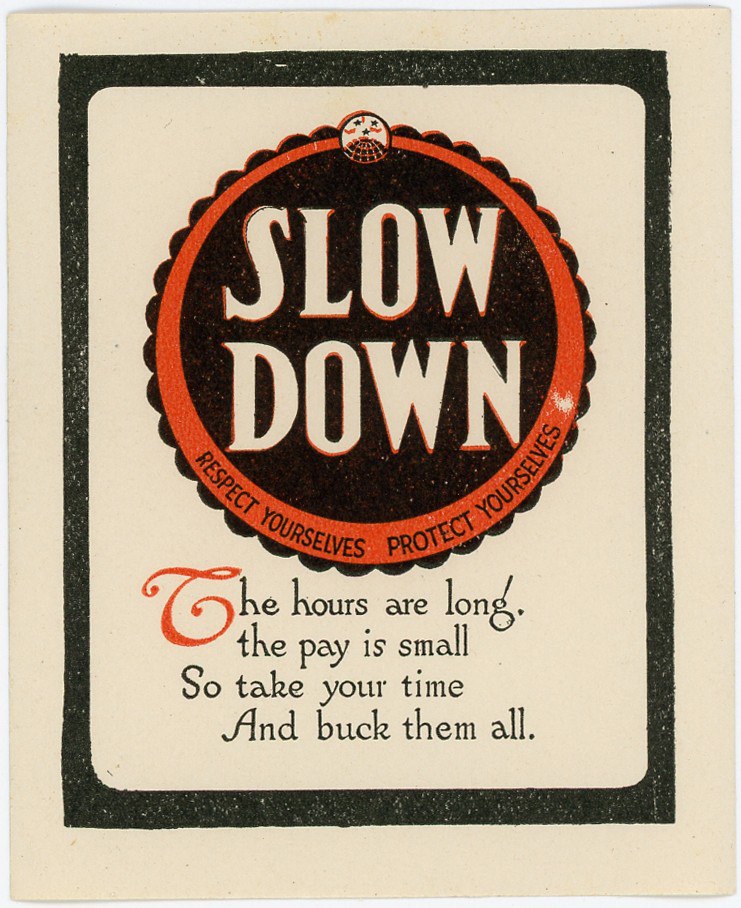 SLOW
DOWN
RESPECT YOURSELVES PROTECT YOURSELVES
The hours are long,
the pay is small
So take your time
And buck them all.